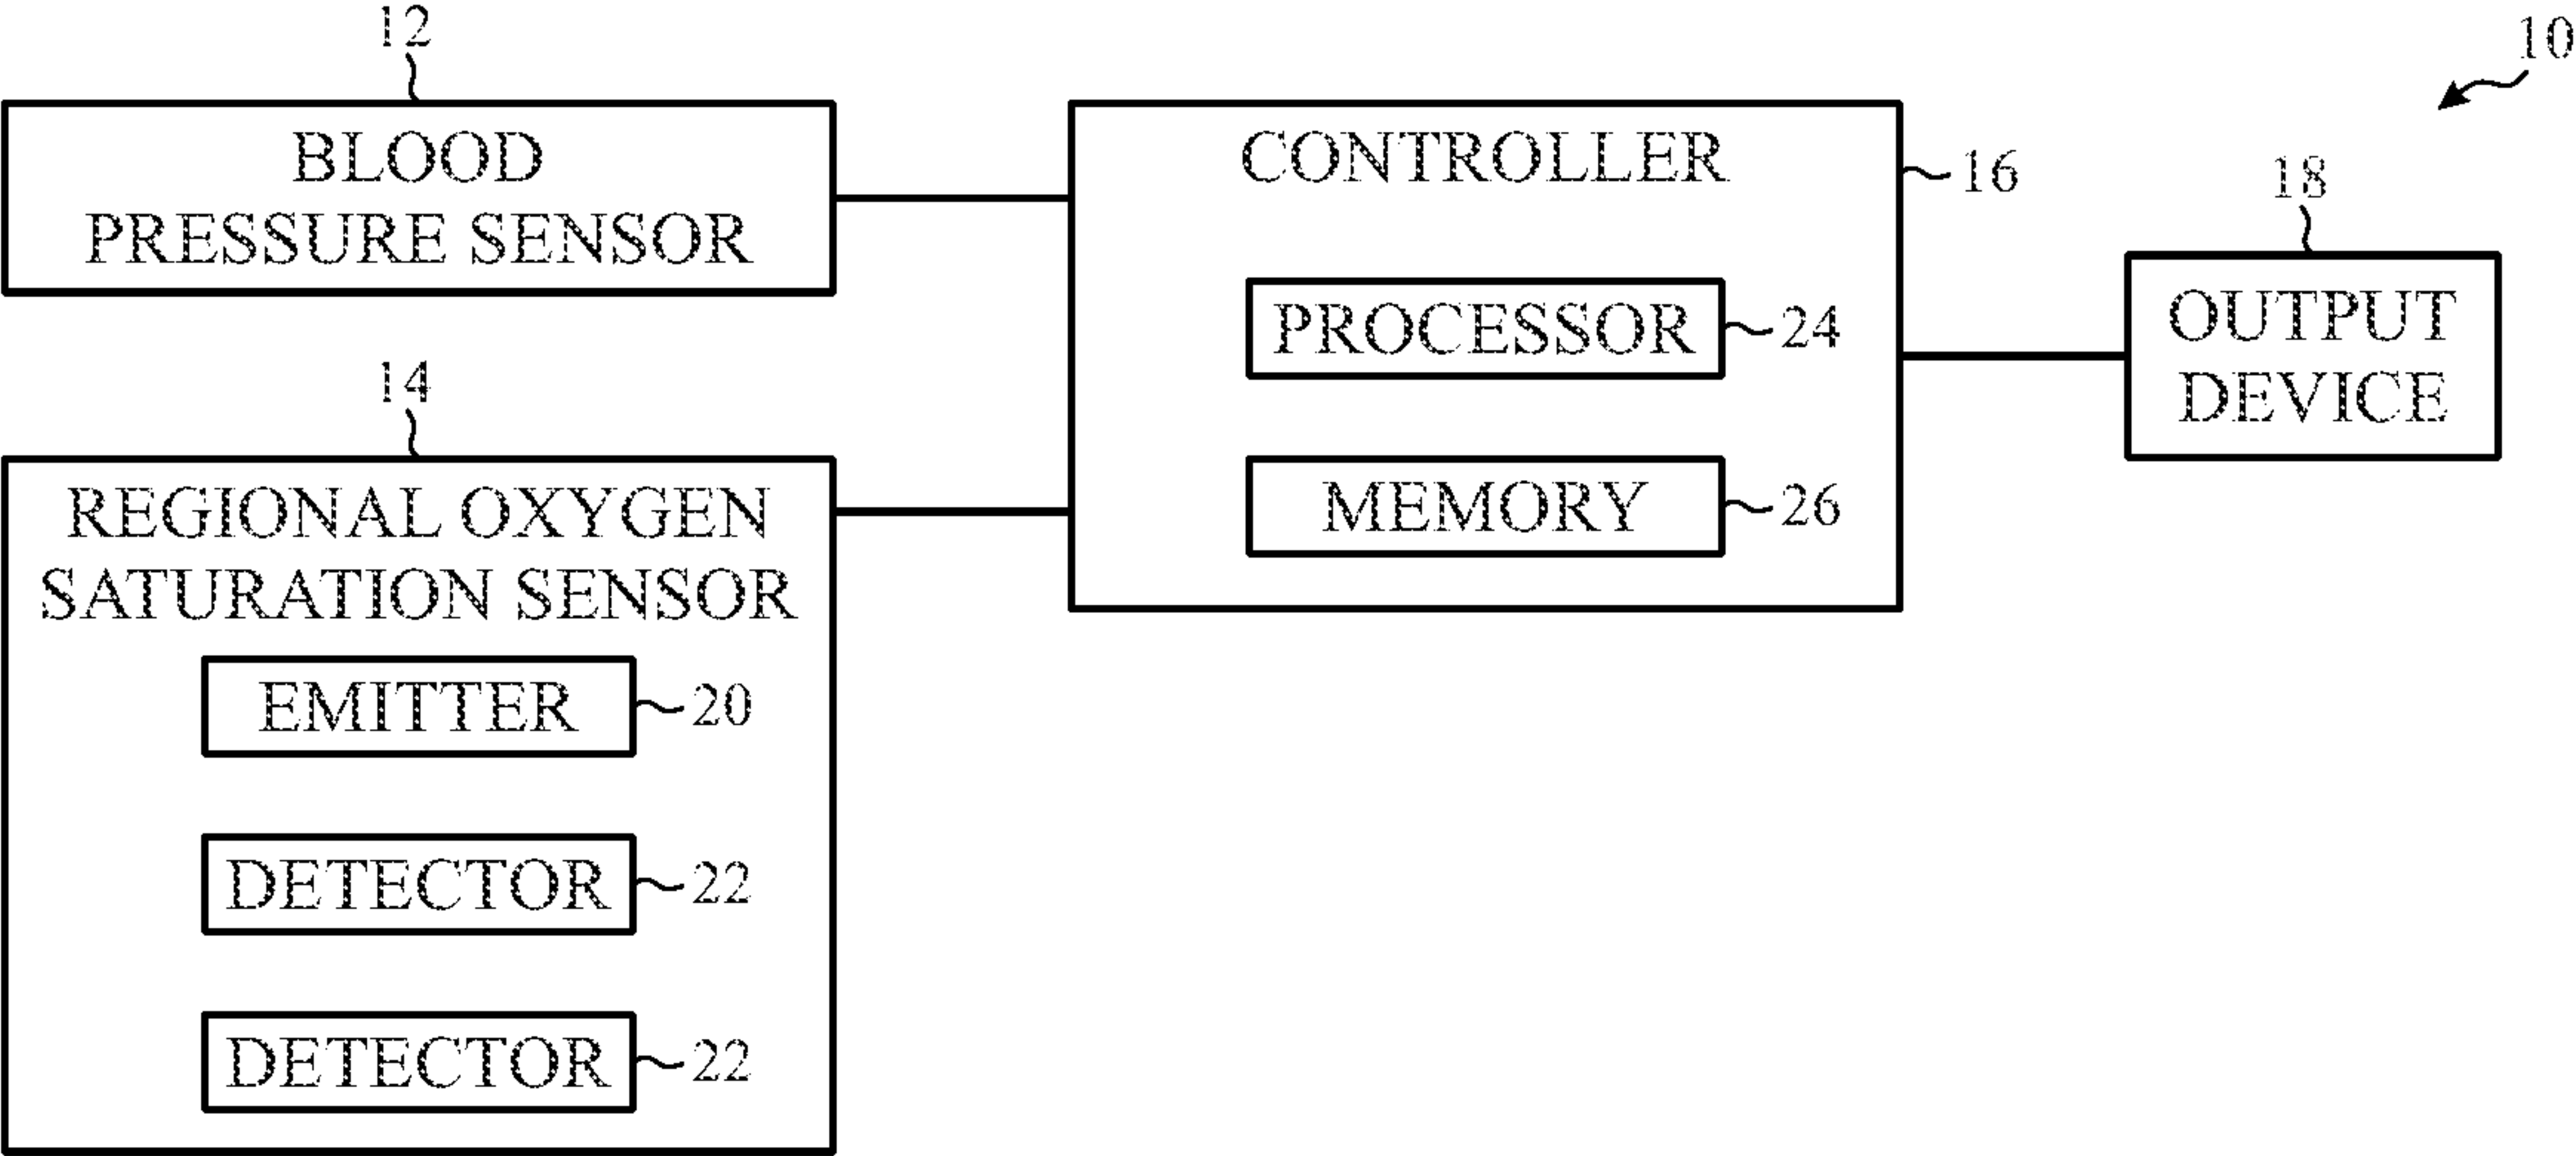 12
BLOOD
PRESSURE SENSOR
14
REGIONAL OXYGEN
SATURATION SENSOR
EMITTER
20
DETECTOR
22
DETECTOR
22
CONTROLLER
16
PROCESSOR
24
MEMORY
26
10
18
OUTPUT
DEVICE